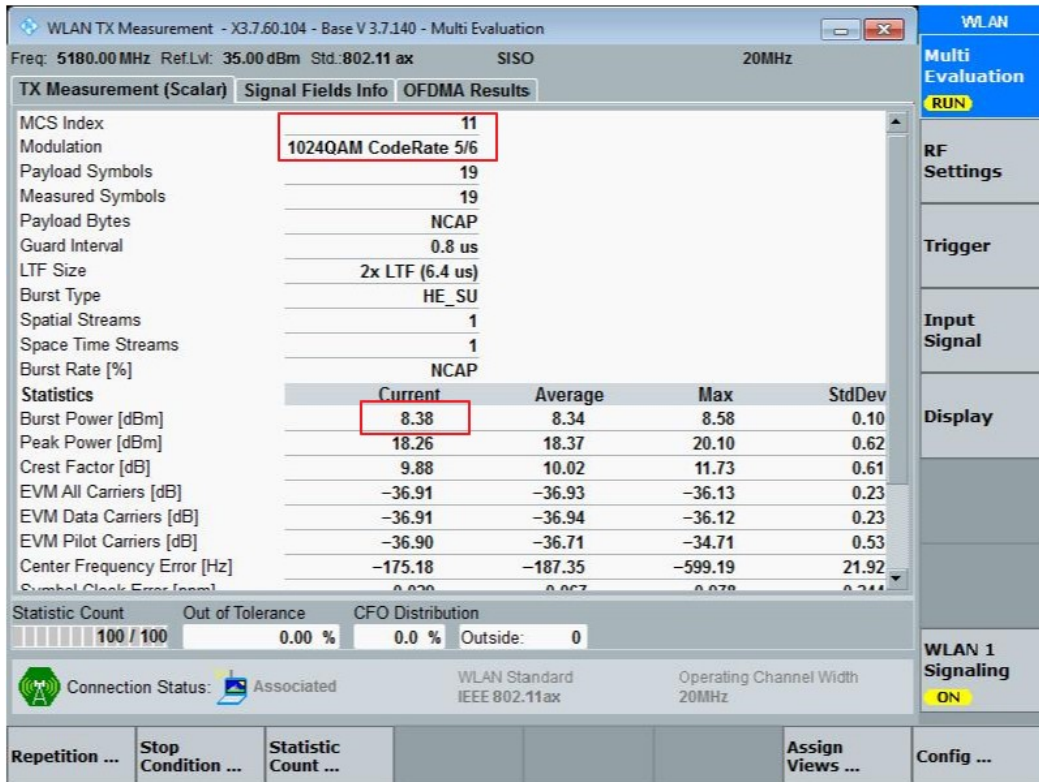 WLAN TX Measurement - X3.7.60.104 - Base V 3.7.140 - Multi Evaluation
WLAN
Freq: 5180.00 MHz Ref.Lvl: 35.00 dBm Std.:802.11 ax SISO 20MHz
Multi Evaluation
RUN
TX Measurement (Scalar) Signal Fields Info OFDMA Results
MCS Index 11
Modulation 1024QAM CodeRate 5/6
Payload Symbols 19
Measured Symbols 19
Payload Bytes NCAP
Guard Interval 0.8 us
LTF Size 2x LTF (6.4 us)
Burst Type HE_SU
Spatial Streams 1
Space Time Streams 1
Burst Rate [%] NCAP
Statistics Current Average Max StdDev
Burst Power [dBm] 8.38 8.34 8.58 0.10
Peak Power [dBm] 18.26 18.37 20.10 0.62
Crest Factor [dB] 9.88 10.02 11.73 0.61
EVM All Carriers [dB] −36.91 −36.93 −36.13 0.23
EVM Data Carriers [dB] −36.91 −36.94 −36.12 0.23
EVM Pilot Carriers [dB] −36.90 −36.71 −34.71 0.53
Center Frequency Error [Hz] −175.18 −187.35 −599.19 21.92
Symbol Clock Error [ppm]
RF Settings
Trigger
Input Signal
Display
Statistic Count Out of Tolerance CFO Distribution
100 / 100 0.00 % 0.0 % Outside: 0
Connection Status: Associated
WLAN Standard
IEEE 802.11ax
Operating Channel Width
20MHz
WLAN 1 Signaling
ON
Repetition ...
Stop Condition ...
Statistic Count ...
Assign Views ...
Config ...